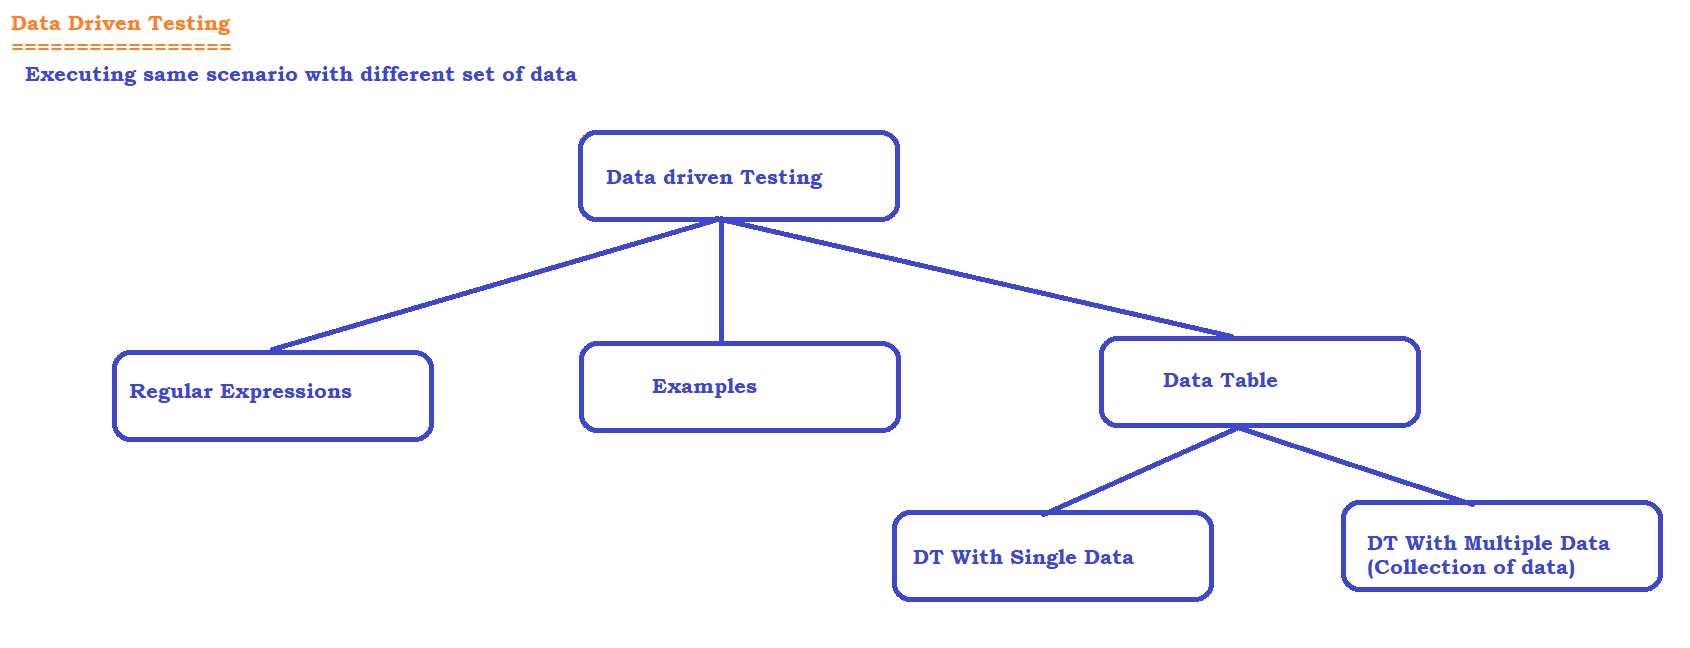 Data Driven Testing
=================
Executing same scenario with different set of data
Data driven Testing
Regular Expressions
Examples
Data Table
DT With Single Data
DT With Multiple Data
(Collection of data)